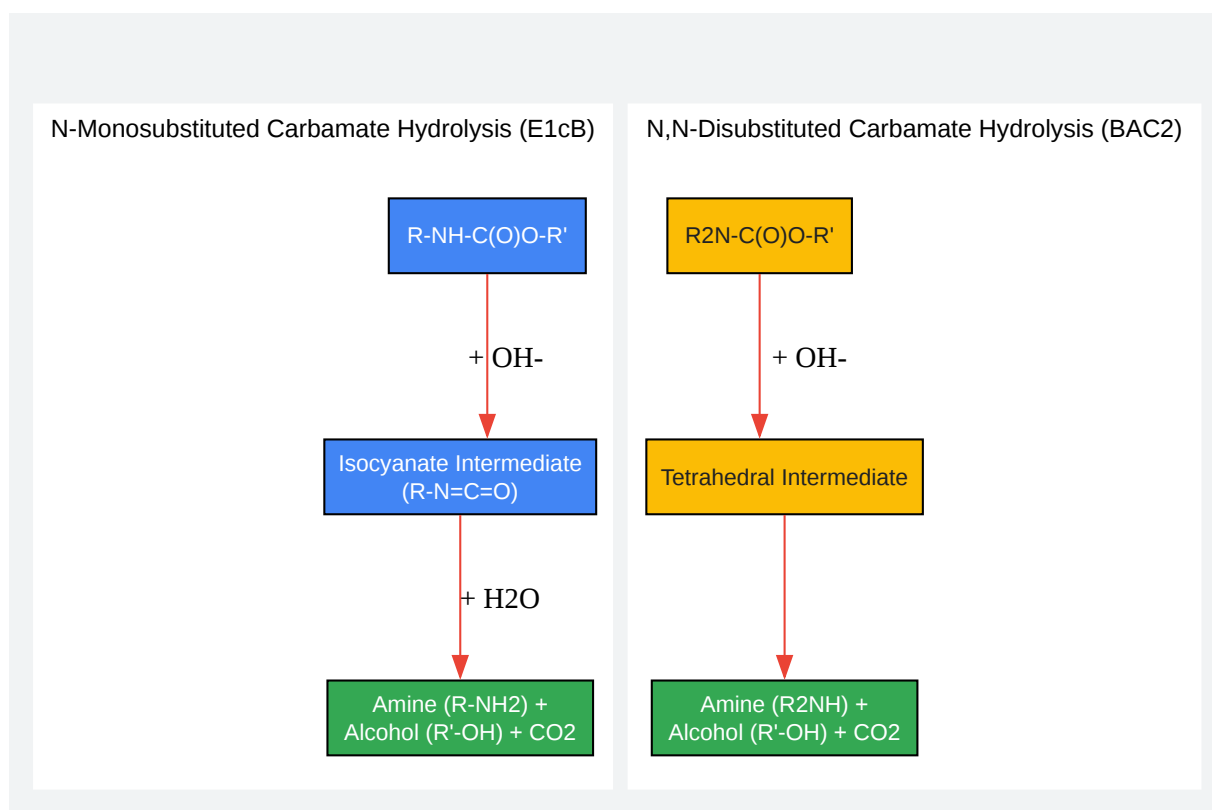 N-Monosubstituted Carbamate Hydrolysis (E1cB)
R-NH-C(O)O-R'
+ OH-
Isocyanate Intermediate
(R-N=C=O)
+ H2O
Amine (R-NH2) +
Alcohol (R'-OH) + CO2
N,N-Disubstituted Carbamate Hydrolysis (BAC2)
R2N-C(O)O-R'
+ OH-
Tetrahedral Intermediate
Amine (R2NH) +
Alcohol (R'-OH) + CO2